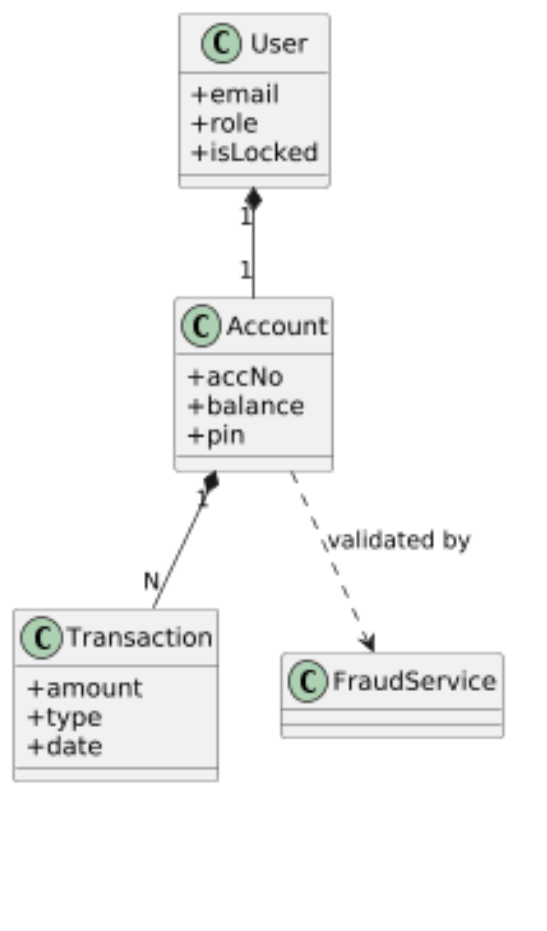 C User
+email
+role
+isLocked
1
1
C Account
+accNo
+balance
+pin
1
validated by
N
C Transaction
+amount
+type
+date
C FraudService